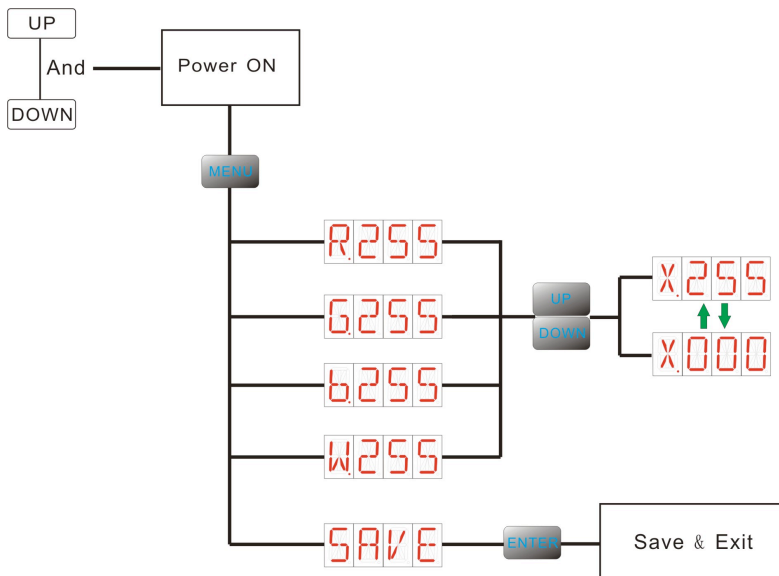 UP
And
Power ON
DOWN
MENU
R.255
G.255
b.255
W.255
UP
DOWN
X.255
X.000
SAVE
ENTER
Save & Exit